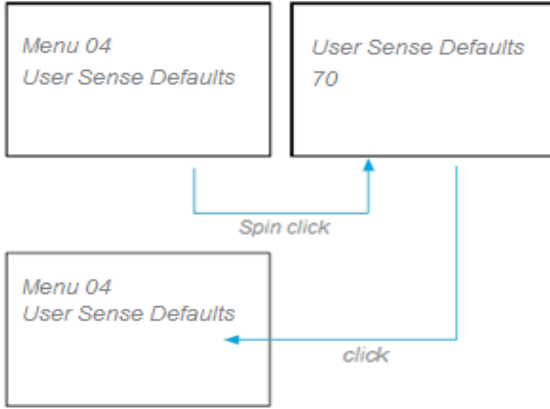 Menu 04
User Sense Defaults
User Sense Defaults
70
Spin click
Menu 04
User Sense Defaults
click